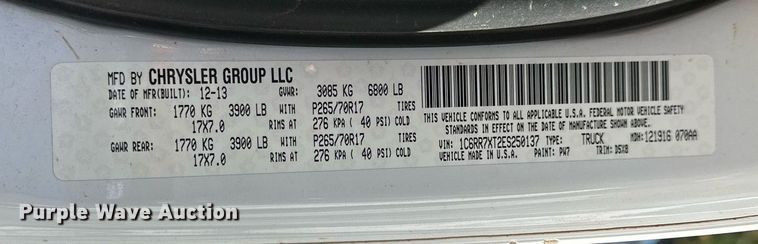 MFD BY CHRYSLER GROUP LLC
DATE OF MFR(BUILT): 12-13 GVWR: 3085 KG 6800 LB
GAWR FRONT: 1770 KG 3900 LB WITH P265/70R17 TIRES
17X7.0 RIMS AT 276 KPA ( 40 PSI) COLD
GAWR REAR: 1770 KG 3900 LB WITH P265/70R17 TIRES
17X7.0 RIMS AT 276 KPA ( 40 PSI) COLD
THIS VEHICLE CONFORMS TO ALL APPLICABLE U.S.A. FEDERAL MOTOR VEHICLE SAFETY
STANDARDS IN EFFECT ON THE DATE OF MANUFACTURE SHOWN ABOVE.
VIN: 1C6RR7XT2ES250137 TYPE: TRUCK MDH: 121916 070AA
VEHICLE MADE IN U.S.A. PAINT: PW7 TRIM: D5X8
Purple Wave Auction